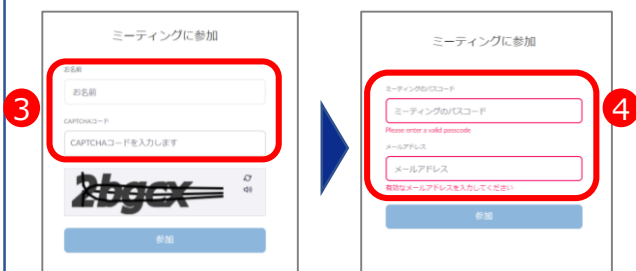 ミーティングに参加
お名前
お名前
CAPTCHAコード
CAPTCHAコードを入力します
2bgcx
参加
3
ミーティングに参加
ミーティングのパスコード
ミーティングのパスコード
Please enter a valid passcode
メールアドレス
メールアドレス
有効なメールアドレスを入力してください
参加
4